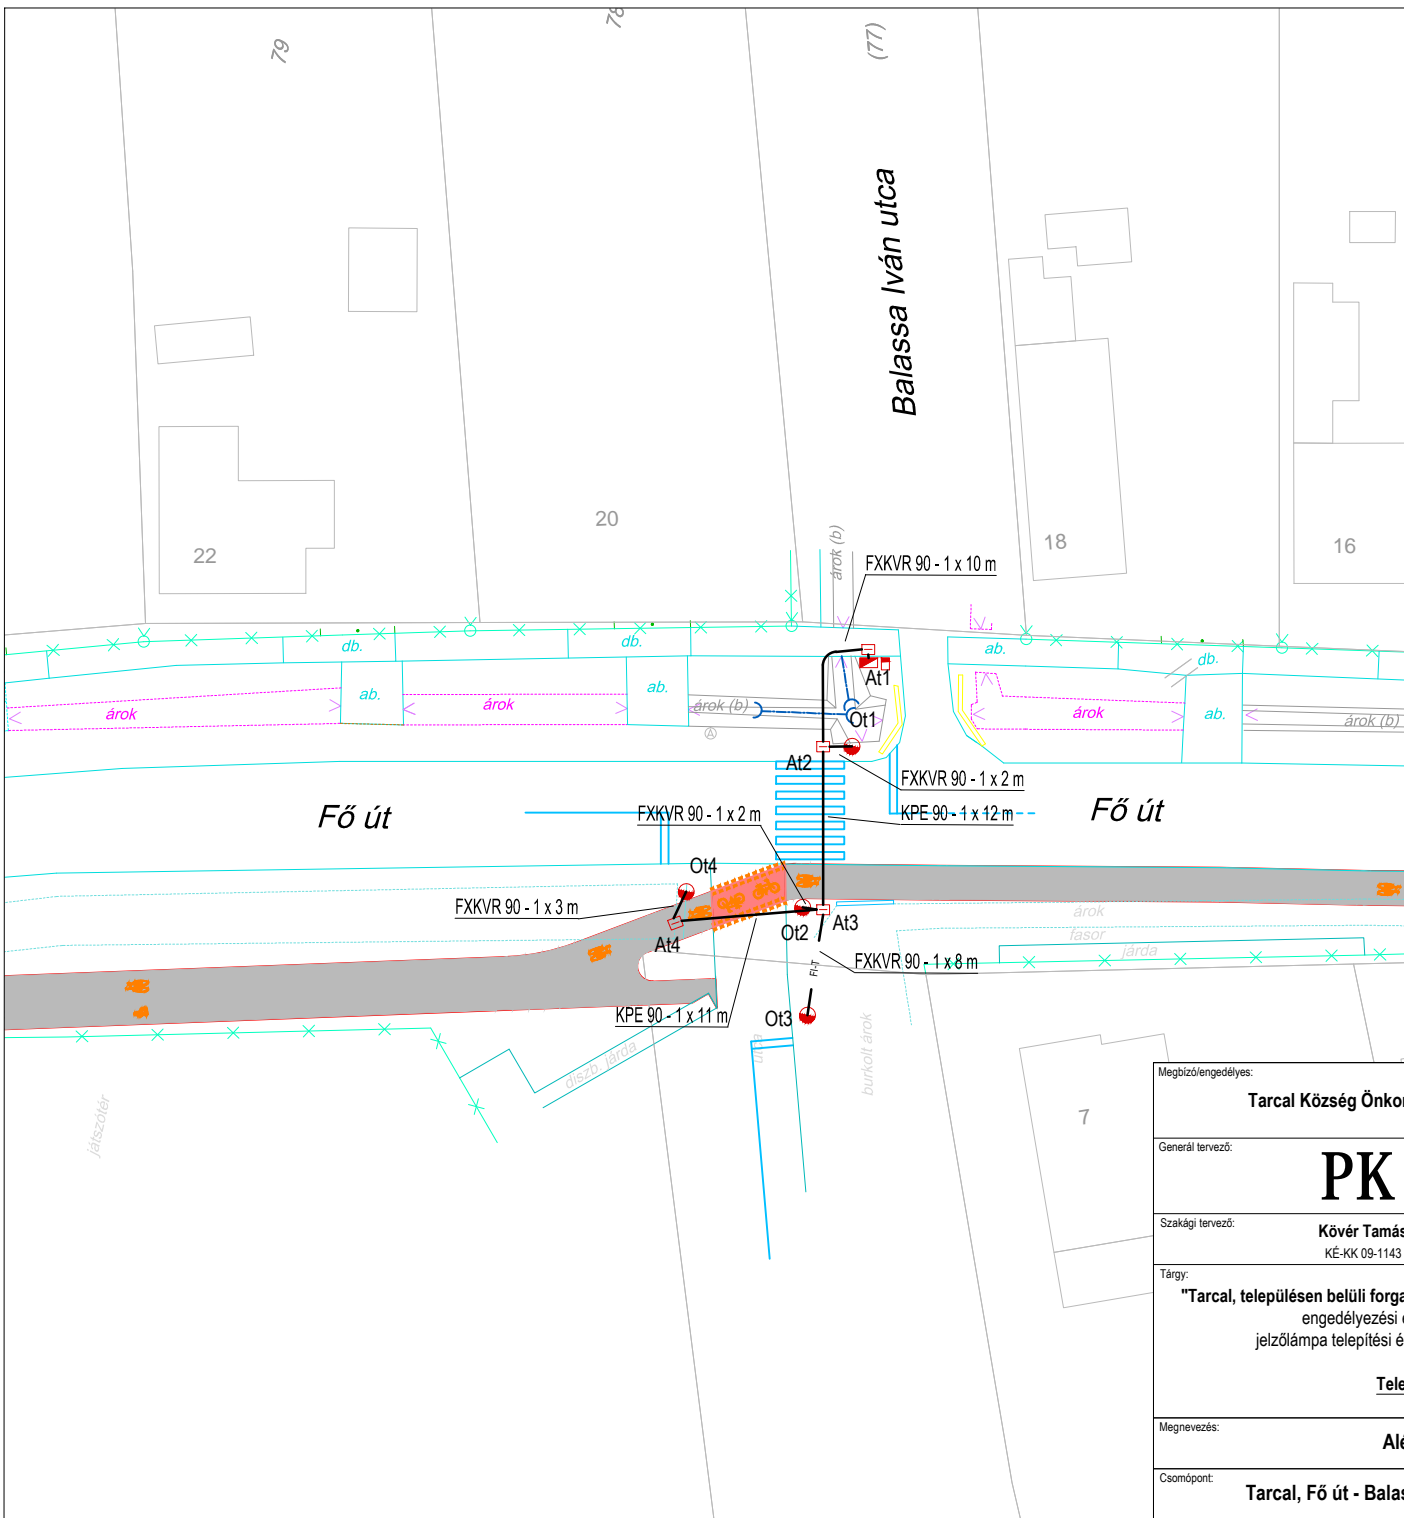 79
78
(77)
Balassa Iván utca
22
20
18
16
árok (b)
FXKVR 90 - 1 x 10 m
db.
db.
ab.
db.
ab.
ab.
ab.
árok
árok
árok (b)
árok
árok (b)
A
At1
Ot1
At2
FXKVR 90 - 1 x 2 m
KPE 90 - 1 x 12 m
FXKVR 90 - 1 x 2 m
Fő út
Fő út
Ot4
FXKVR 90 - 1 x 3 m
At4
Ot2
At3
árok
fasor
járda
FXKVR 90 - 1 x 8 m
FI-T
KPE 90 - 1 x 11 m
Ot3
díszb. járda
utca
burkolt árok
játszótér
7
Megbízó/engedélyes:
Tarcal Község Önkor
Generál tervező:
PK
Szakági tervező:
Kövér Tamás
KÉ-KK 09-1143
Tárgy:
"Tarcal, településen belüli forga
engedélyezési é
jelzőlámpa telepítési é
Tele
Megnevezés:
Alé
Csomópont:
Tarcal, Fő út - Balas